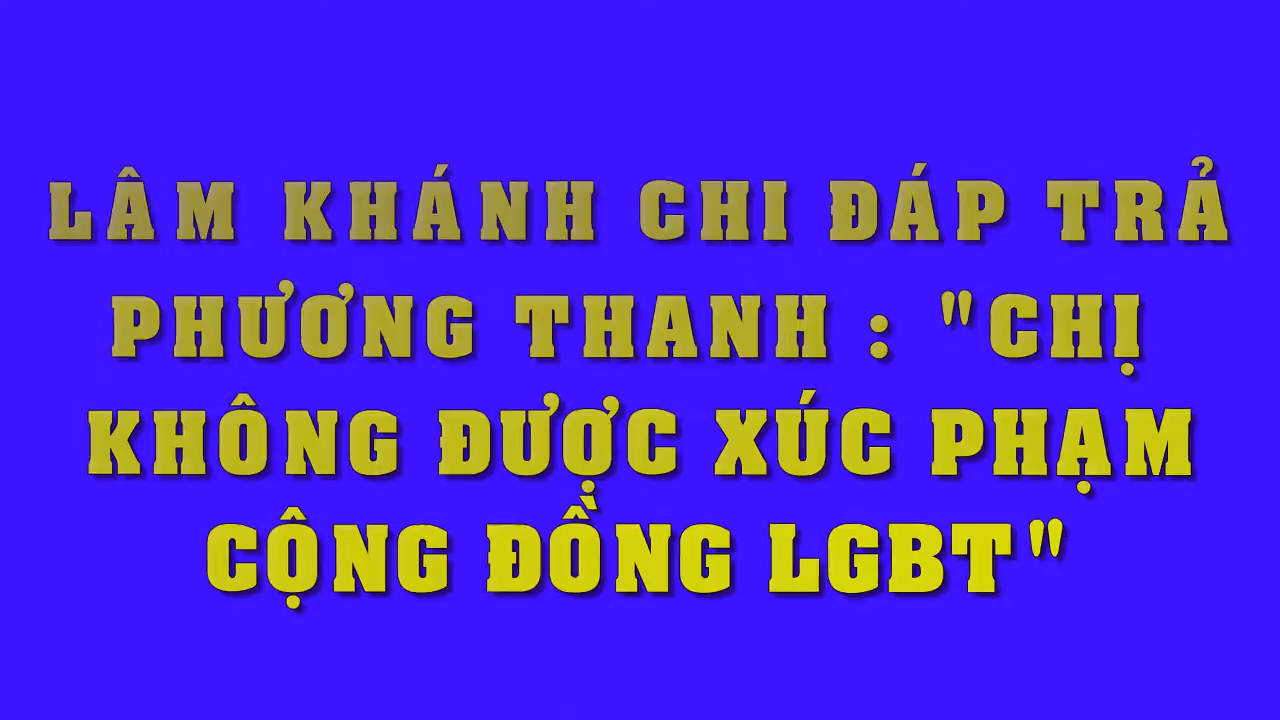 LÂM KHÁNH CHI ĐÁP TRẢ
PHƯƠNG THANH : "CHỊ
KHÔNG ĐƯỢC XÚC PHẠM
CỘNG ĐỒNG LGBT"